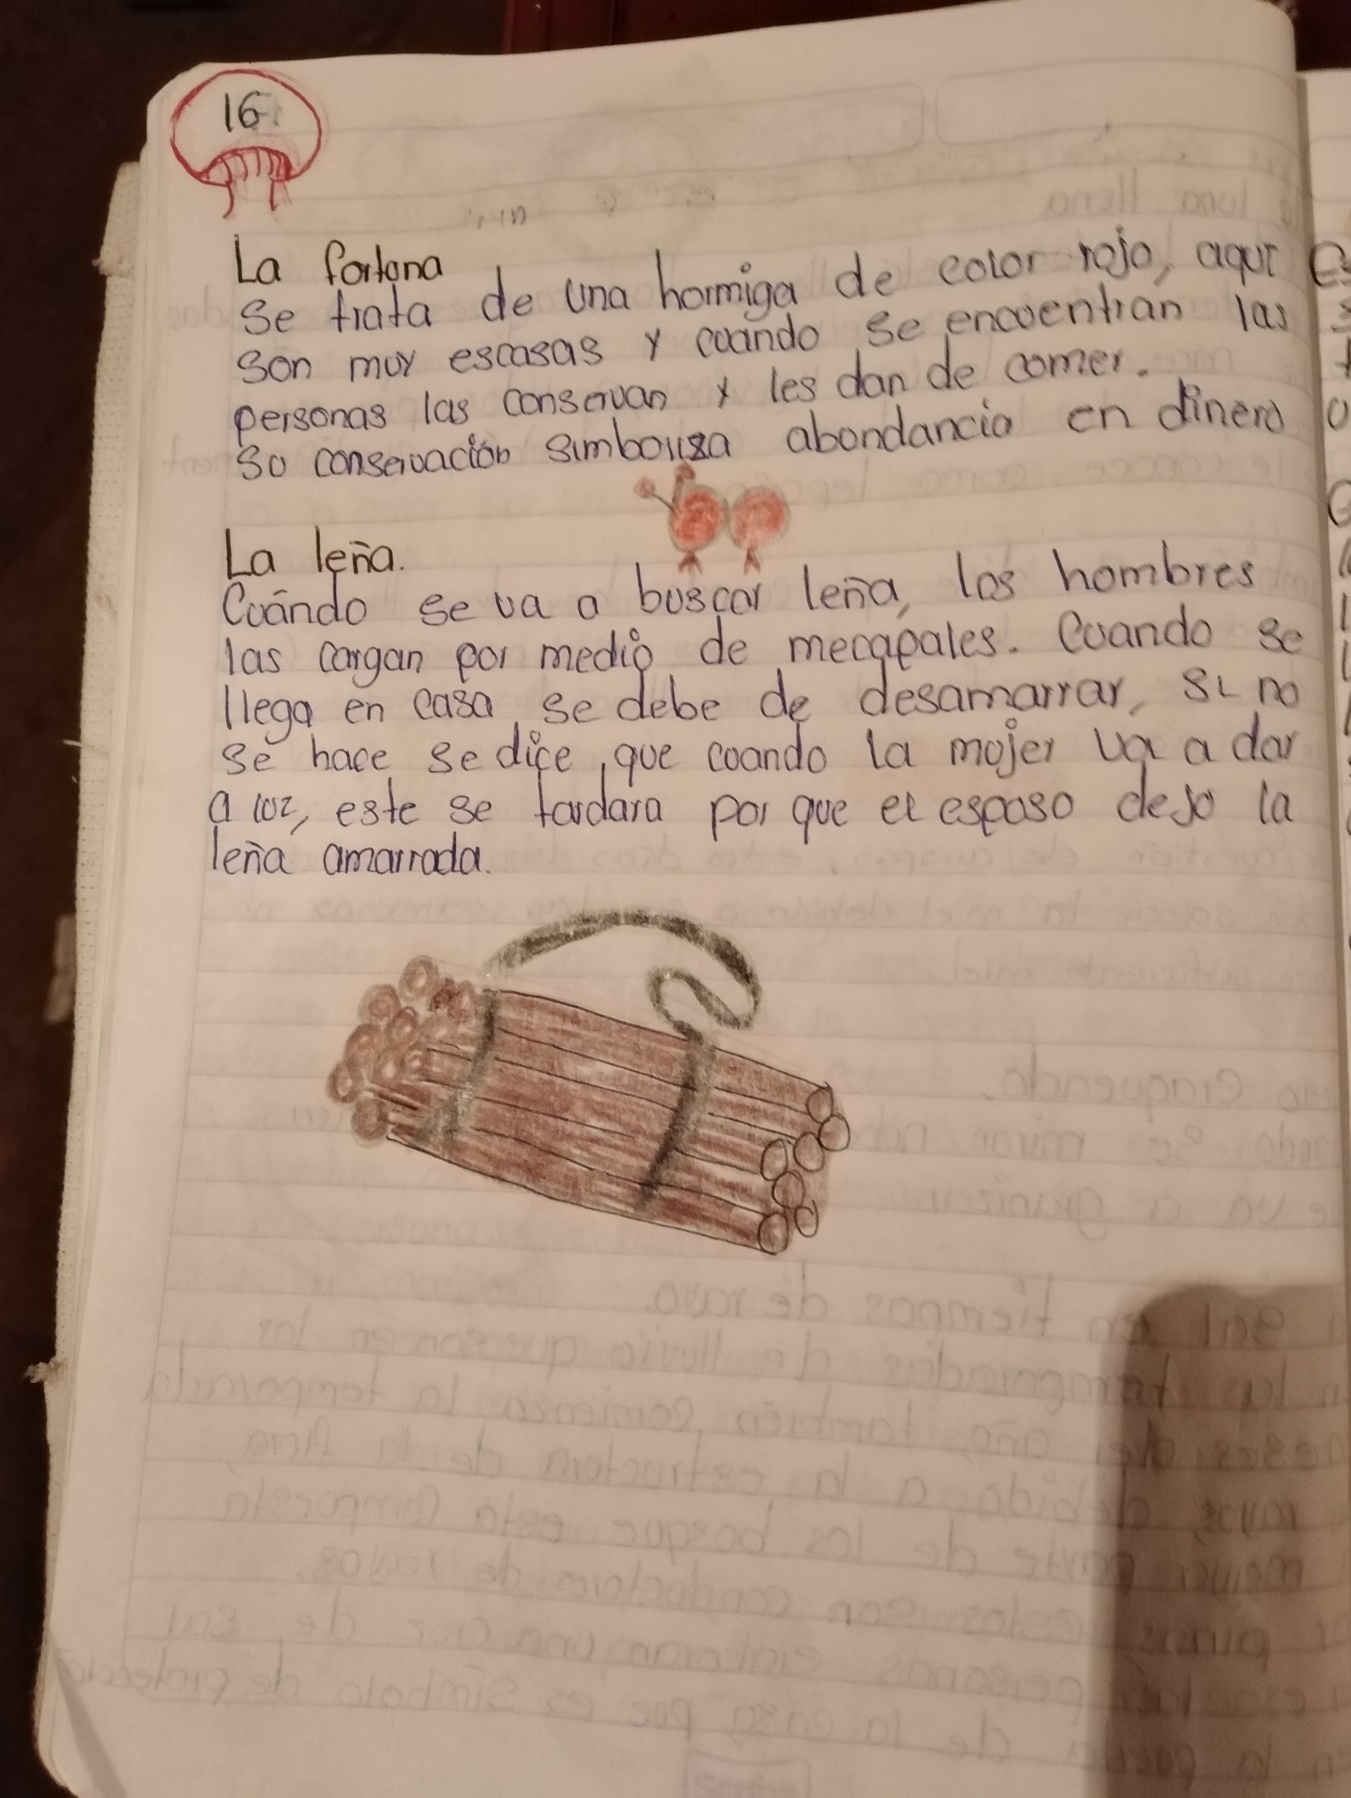 16
La fortuna
Se trata de una hormiga de color rojo, aqui
son muy escasas y cuando se encuentran las
personas las conservan y les dan de comer.
Su conservación simboliza abundancia en dinero
La leña.
Cuándo se va a buscar leña, los hombres
las cargan por medio de mecapales. Cuando se
llega en casa, se debe de desamarrar, si no
se hace, se dice, que cuando la mujer va a dar
a luz, este se tardara por que el esposo dejo la
leña amarrada.